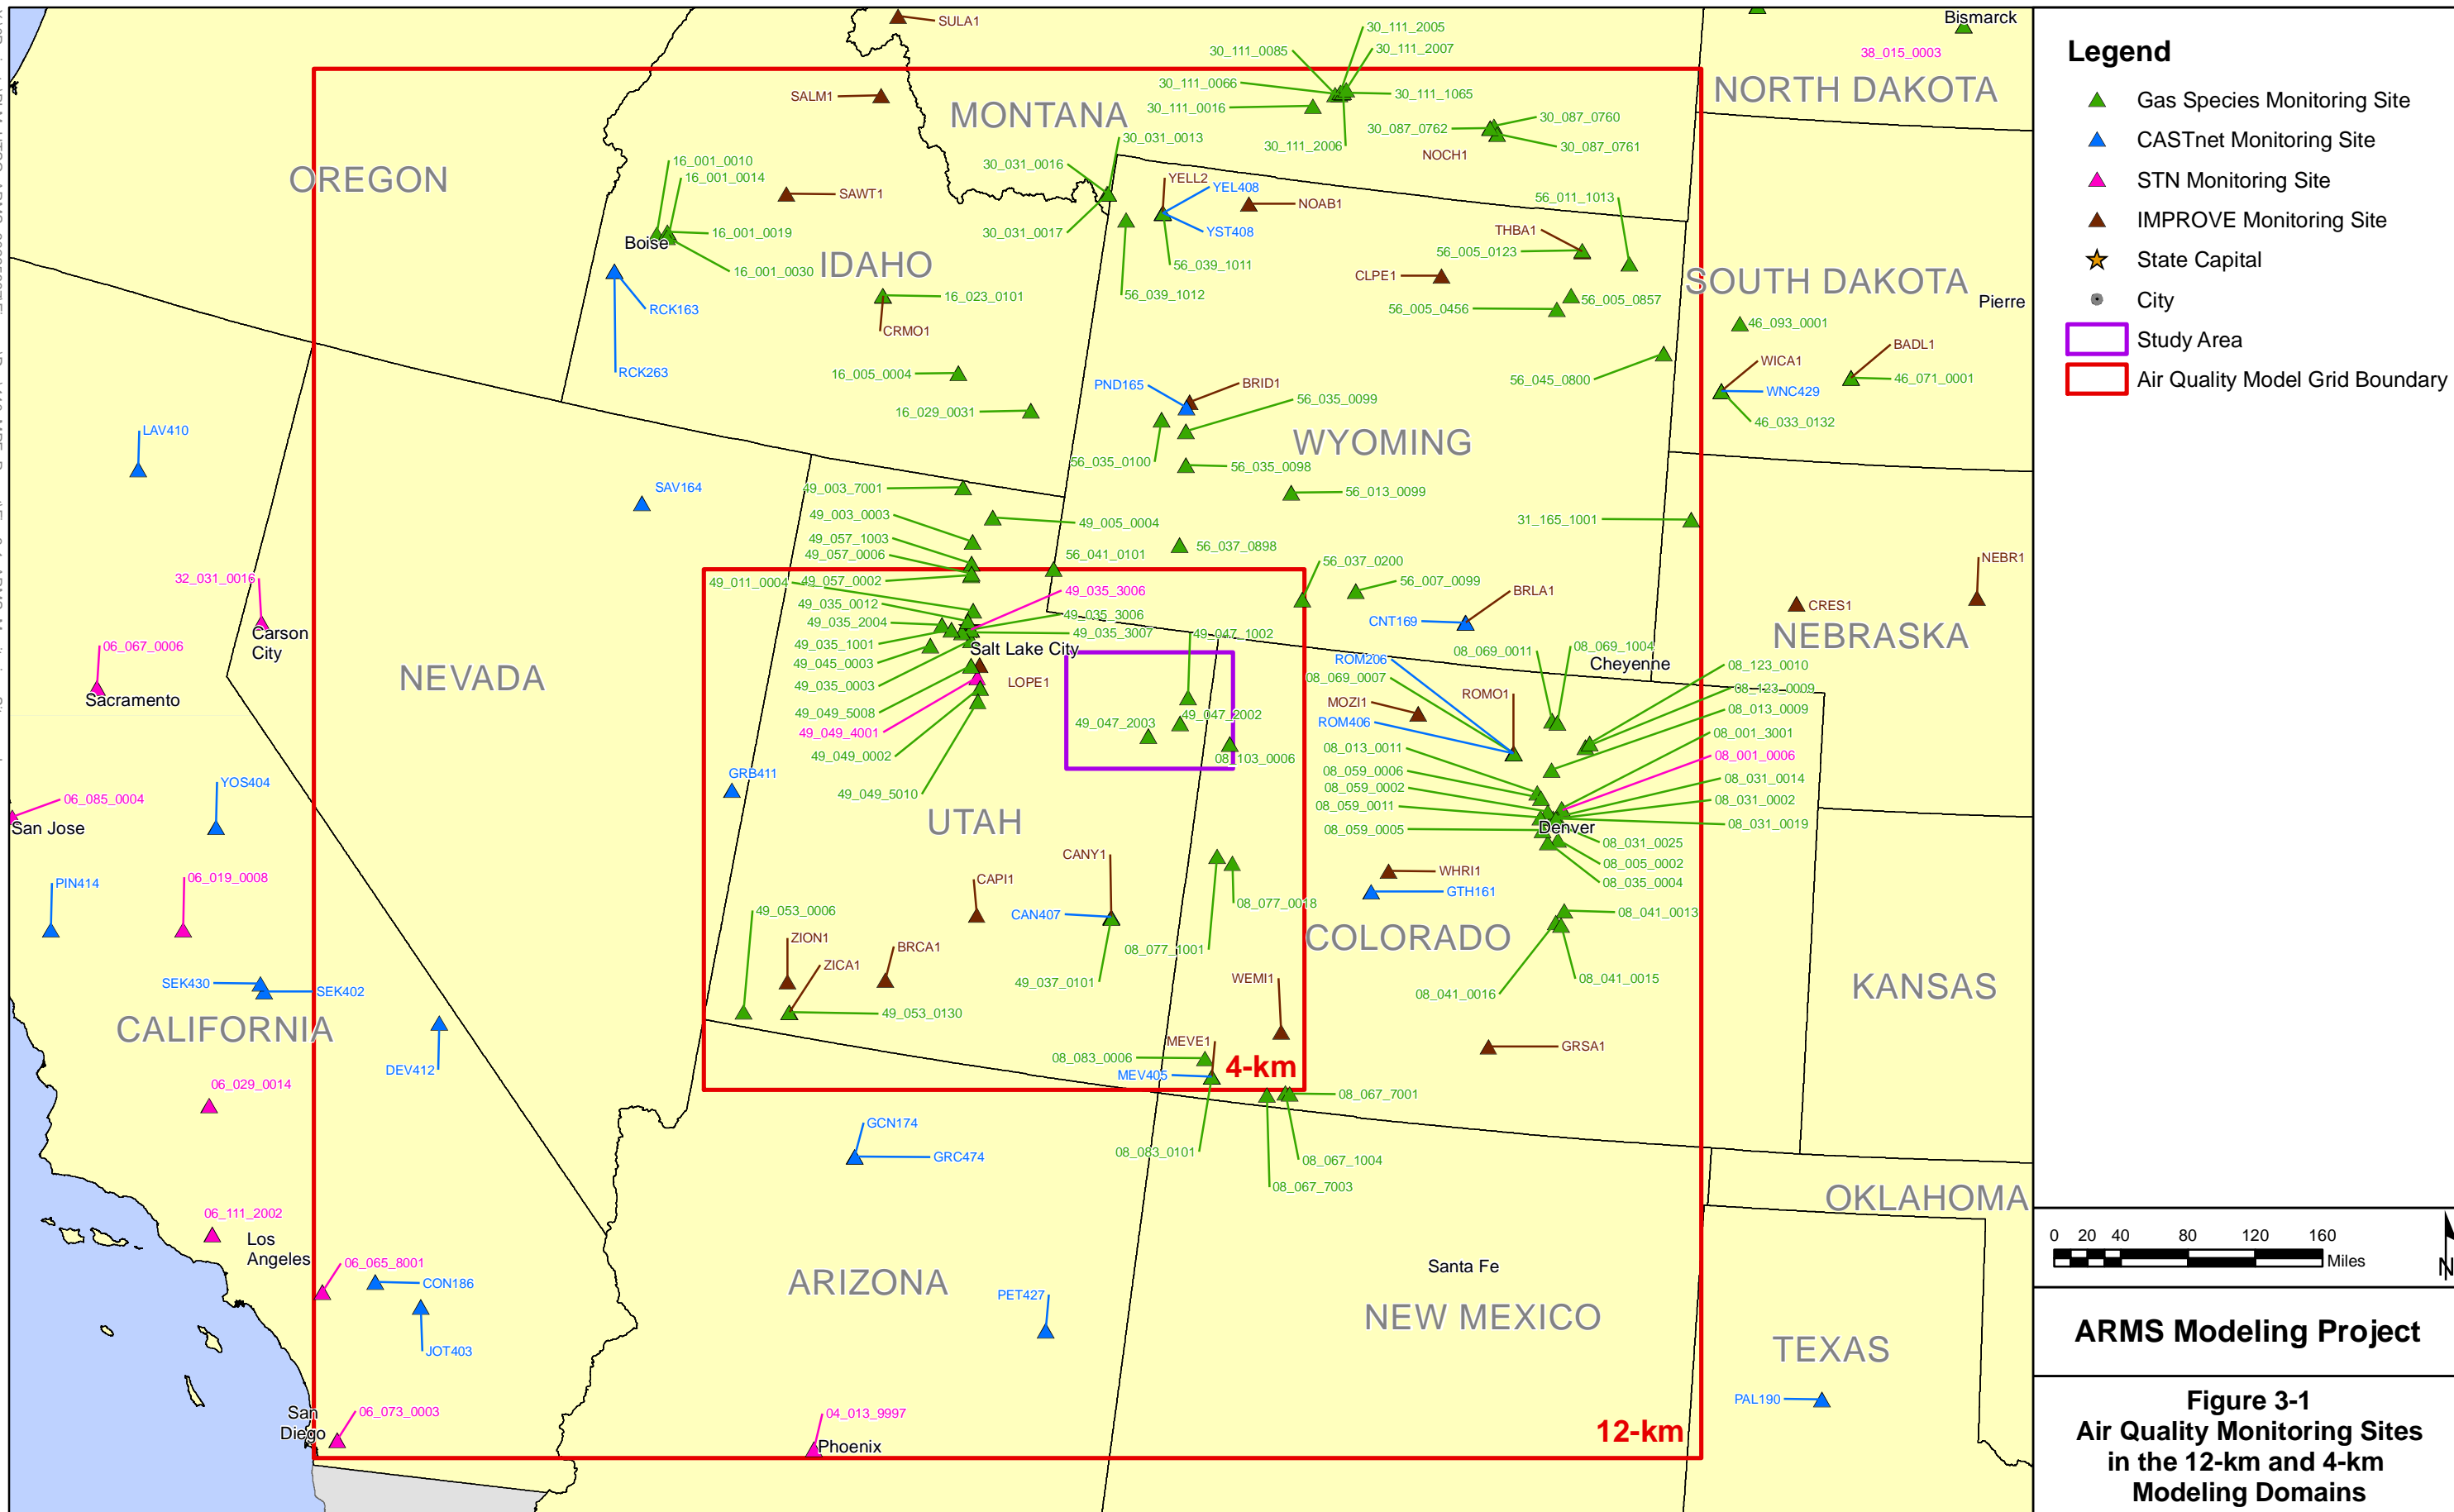 SULA1
Bismarck
38_015_0003
30_111_2005
30_111_2007
30_111_0085
30_111_0066
30_111_0016
30_111_1065
30_111_2006
30_087_0762
30_087_0760
30_087_0761
NOCH1
NORTH DAKOTA
SALM1
MONTANA
OREGON
16_001_0010
16_001_0014
SAWT1
16_001_0019
Boise
16_001_0030
IDAHO
30_031_0013
30_031_0016
30_031_0017
YELL2
YEL408
YST408
NOAB1
56_039_1011
56_039_1012
56_011_1013
THBA1
56_005_0123
CLPE1
56_005_0857
56_005_0456
SOUTH DAKOTA
Pierre
46_093_0001
RCK163
RCK263
16_023_0101
CRMO1
16_005_0004
16_029_0031
PND165
BRID1
56_035_0099
WYOMING
56_035_0100
56_035_0098
56_013_0099
56_045_0800
WICA1
WNC429
46_033_0132
BADL1
46_071_0001
LAV410
SAV164
49_003_7001
49_003_0003
49_005_0004
49_057_1003
49_057_0006
56_041_0101
56_037_0898
31_165_1001
56_037_0200
56_007_0099
NEBR1
32_031_0016
49_011_0004
49_057_0002
49_035_3006
49_035_0012
49_035_3006
49_035_2004
49_035_3007
49_047_1002
49_035_1001
49_045_0003
Salt Lake City
49_035_0003
LOPE1
49_049_5008
49_049_4001
49_049_0002
49_049_5010
CNT169
BRLA1
CRES1
NEBRASKA
Carson
City
06_067_0006
Sacramento
NEVADA
49_047_2003
49_047_2002
08_103_0006
ROM206
08_069_0007
MOZI1
ROM406
ROMO1
08_069_0011
08_069_1004
Cheyenne
08_123_0010
08_123_0009
08_013_0009
08_001_3001
08_001_0006
08_031_0014
08_031_0002
08_031_0019
08_013_0011
08_059_0006
08_059_0002
08_059_0011
08_059_0005
Denver
08_031_0025
08_005_0002
08_035_0004
GRB411
YOS404
06_085_0004
San Jose
UTAH
PIN414
06_019_0008
CANY1
CAPI1
CAN407
08_077_0018
08_077_1001
49_037_0101
WHRI1
GTH161
COLORADO
08_041_0013
08_041_0015
08_041_0016
KANSAS
49_053_0006
ZION1
ZICA1
BRCA1
49_053_0130
WEMI1
SEK430
SEK402
CALIFORNIA
DEV412
MEVE1
08_083_0006
MEV405
4-km
GRSA1
06_029_0014
08_067_7001
08_083_0101
08_067_1004
08_067_7003
GCN174
GRC474
OKLAHOMA
06_111_2002
Los
Angeles
06_065_8001
CON186
JOT403
ARIZONA
PET427
Santa Fe
NEW MEXICO
TEXAS
PAL190
San
Diego
06_073_0003
04_013_9997
Phoenix
12-km
Legend
Gas Species Monitoring Site
CASTnet Monitoring Site
STN Monitoring Site
IMPROVE Monitoring Site
State Capital
City
Study Area
Air Quality Model Grid Boundary
0 20 40 80 120 160
Miles
N
ARMS Modeling Project
Figure 3-1
Air Quality Monitoring Sites
in the 12-km and 4-km
Modeling Domains